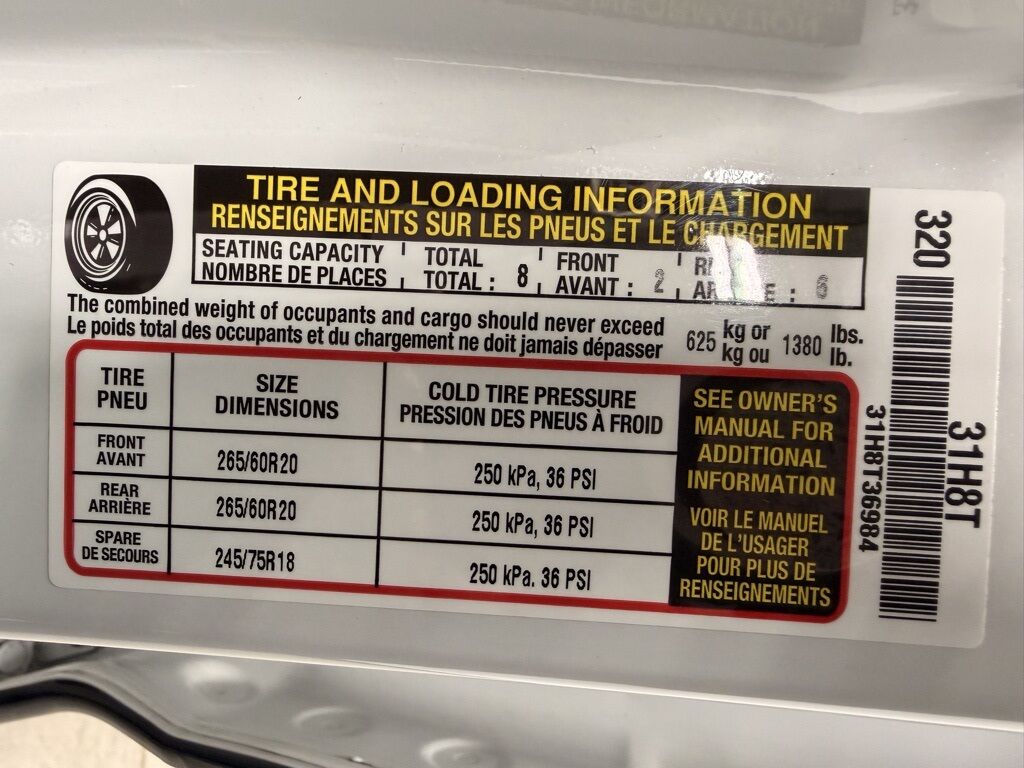 TIRE AND LOADING INFORMATION
RENSEIGNEMENTS SUR LES PNEUS ET LE CHARGEMENT
SEATING CAPACITY TOTAL FRONT
NOMBRE DE PLACES TOTAL : 8 AVANT : 2 : 6
The combined weight of occupants and cargo should never exceed 625 kg or 1380 lbs.
Le poids total des occupants et du chargement ne doit jamais dépasser kg ou lb.
TIRE
PNEU
SIZE
DIMENSIONS
COLD TIRE PRESSURE
PRESSION DES PNEUS À FROID
FRONT
AVANT
265/60R20
250 kPa, 36 PSI
REAR
ARRIÈRE
265/60R20
250 kPa, 36 PSI
SPARE
DE SECOURS
245/75R18
250 kPa. 36 PSI
SEE OWNER'S
MANUAL FOR
ADDITIONAL
INFORMATION
VOIR LE MANUEL
DE L'USAGER
POUR PLUS DE
RENSEIGNEMENTS
320
31H8T
31H8T36984